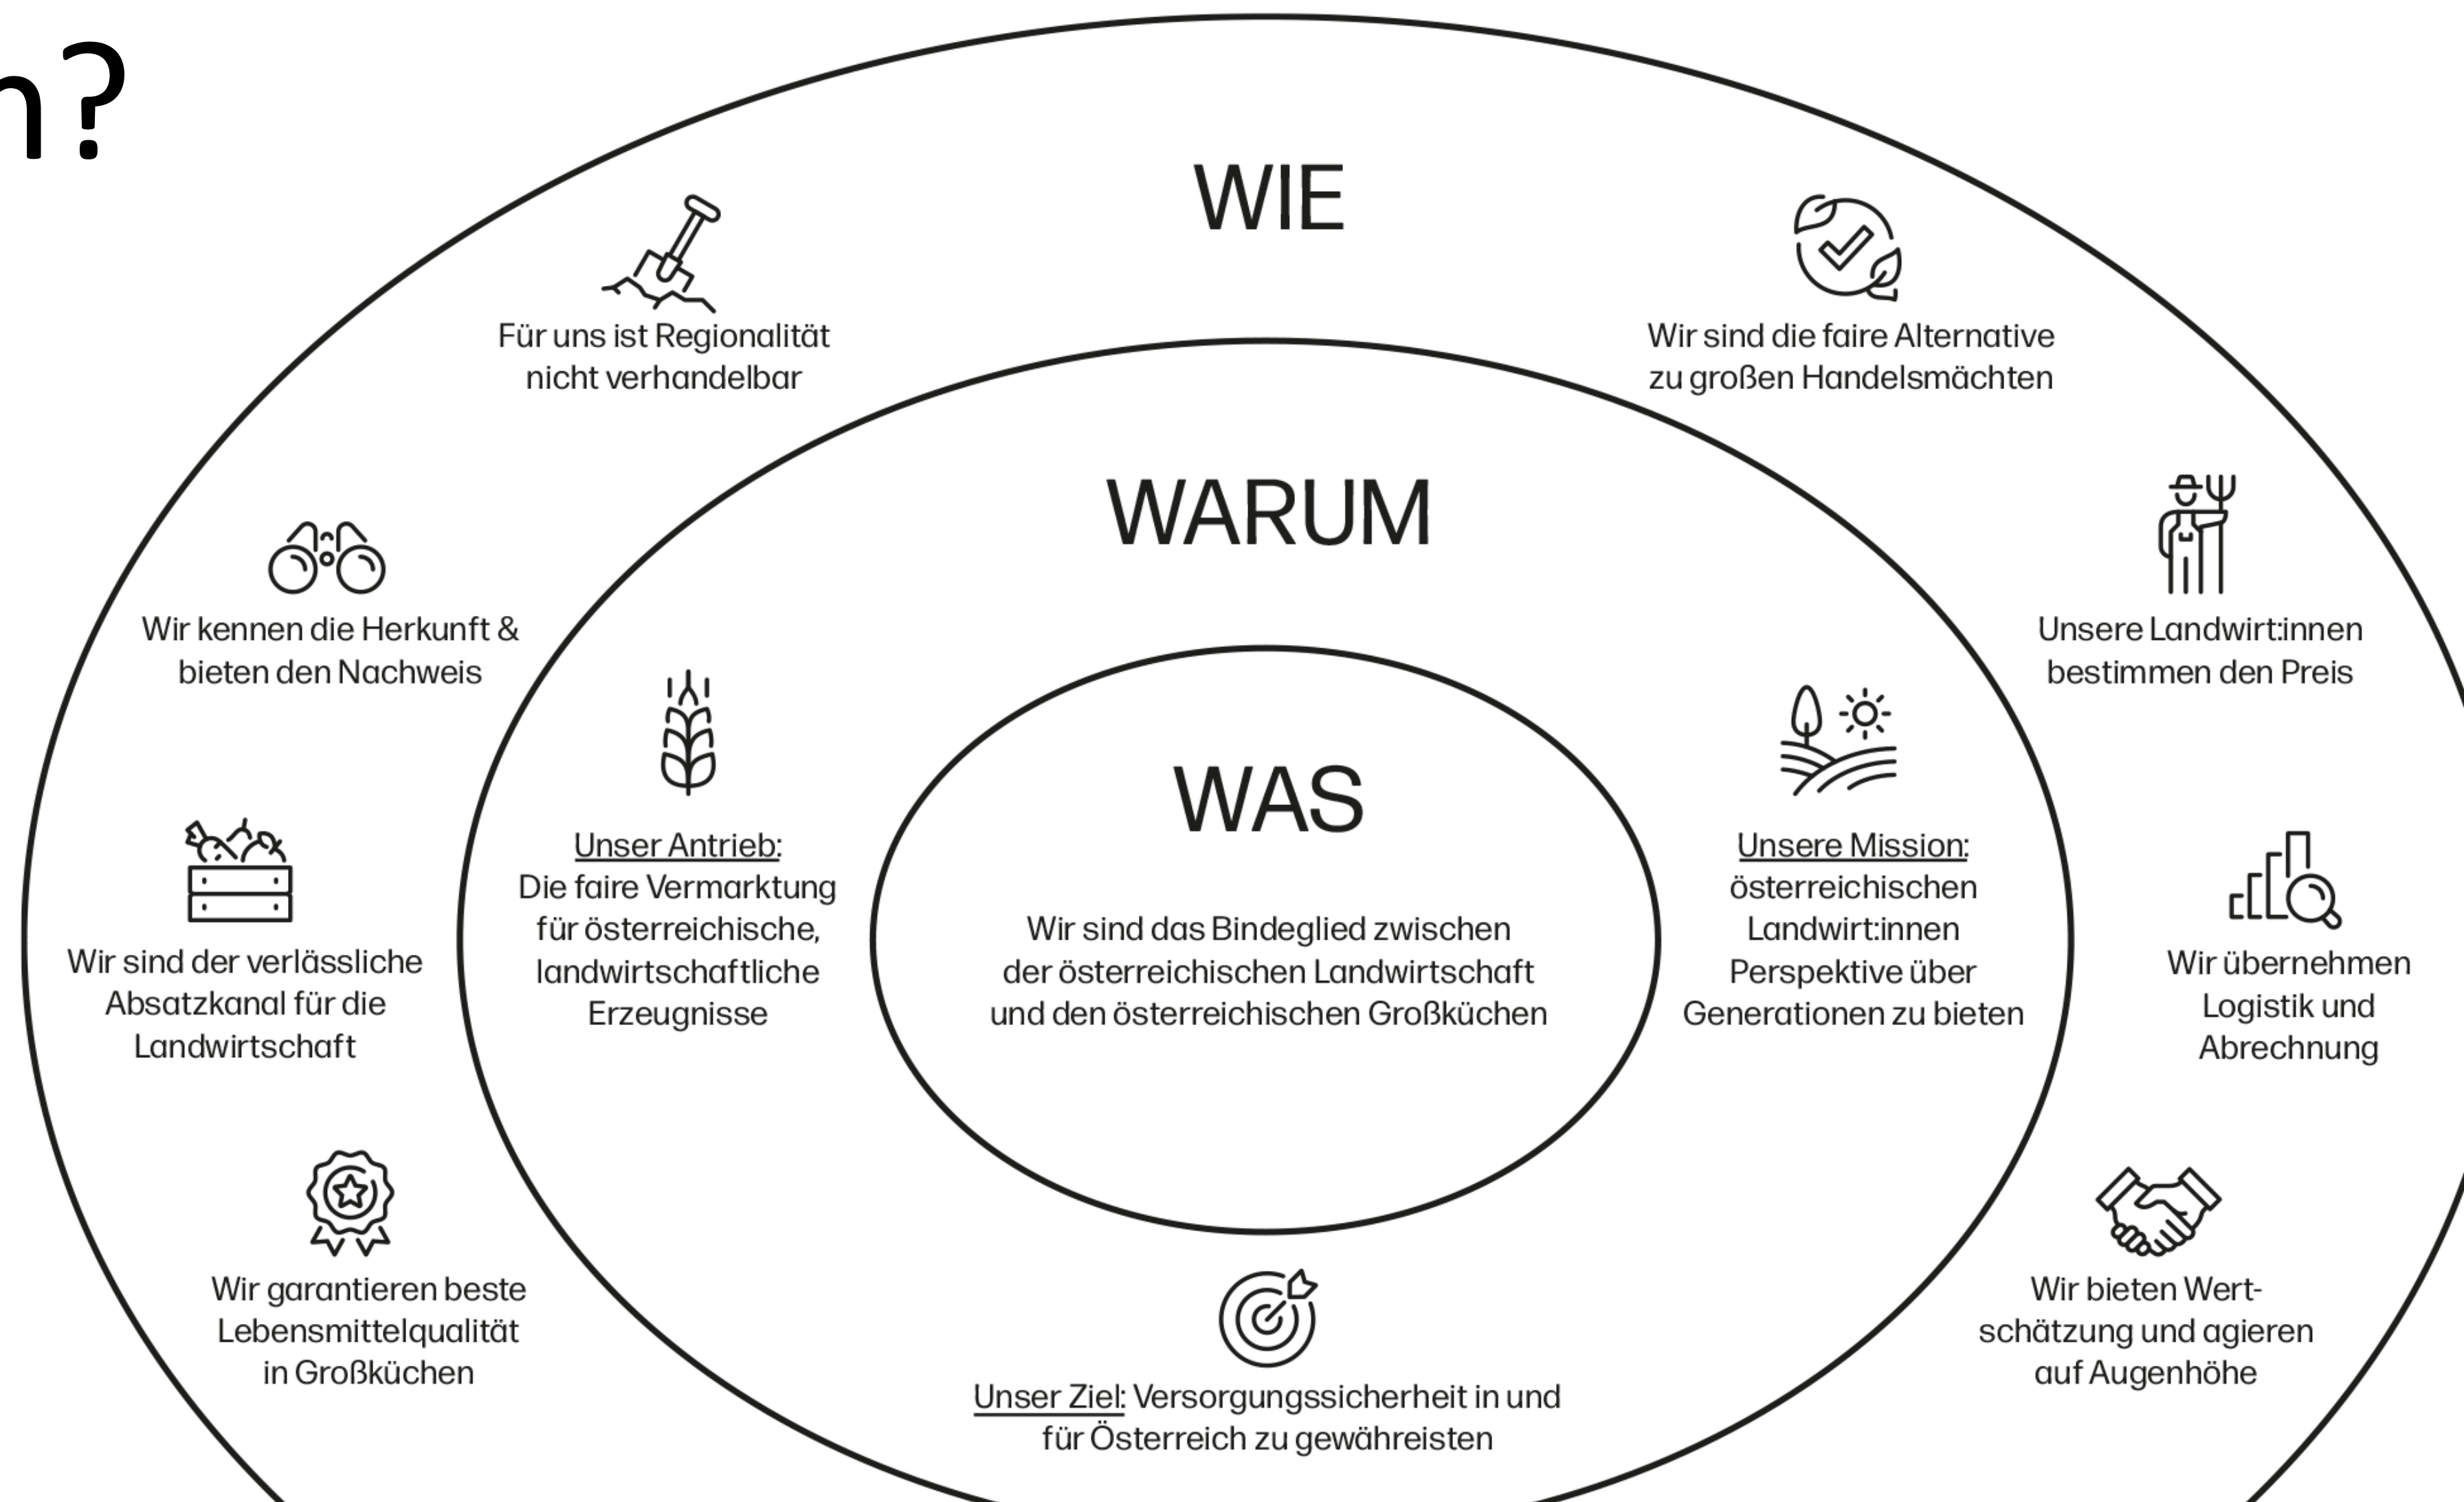 n?
WIE
Für uns ist Regionalität
nicht verhandelbar
Wir sind die faire Alternative
zu großen Handelsmächten
WARUM
Wir kennen die Herkunft &
bieten den Nachweis
Unsere Landwirt:innen
bestimmen den Preis
WAS
Unser Antrieb:
Die faire Vermarktung
für österreichische,
landwirtschaftliche
Erzeugnisse
Wir sind das Bindeglied zwischen
der österreichischen Landwirtschaft
und den österreichischen Großküchen
Unsere Mission:
österreichischen
Landwirt:innen
Perspektive über
Generationen zu bieten
Wir sind der verlässliche
Absatzkanal für die
Landwirtschaft
Wir übernehmen
Logistik und
Abrechnung
Wir garantieren beste
Lebensmittelqualität
in Großküchen
Wir bieten Wert-
schätzung und agieren
auf Augenhöhe
Unser Ziel: Versorgungssicherheit in und
für Österreich zu gewähreisten